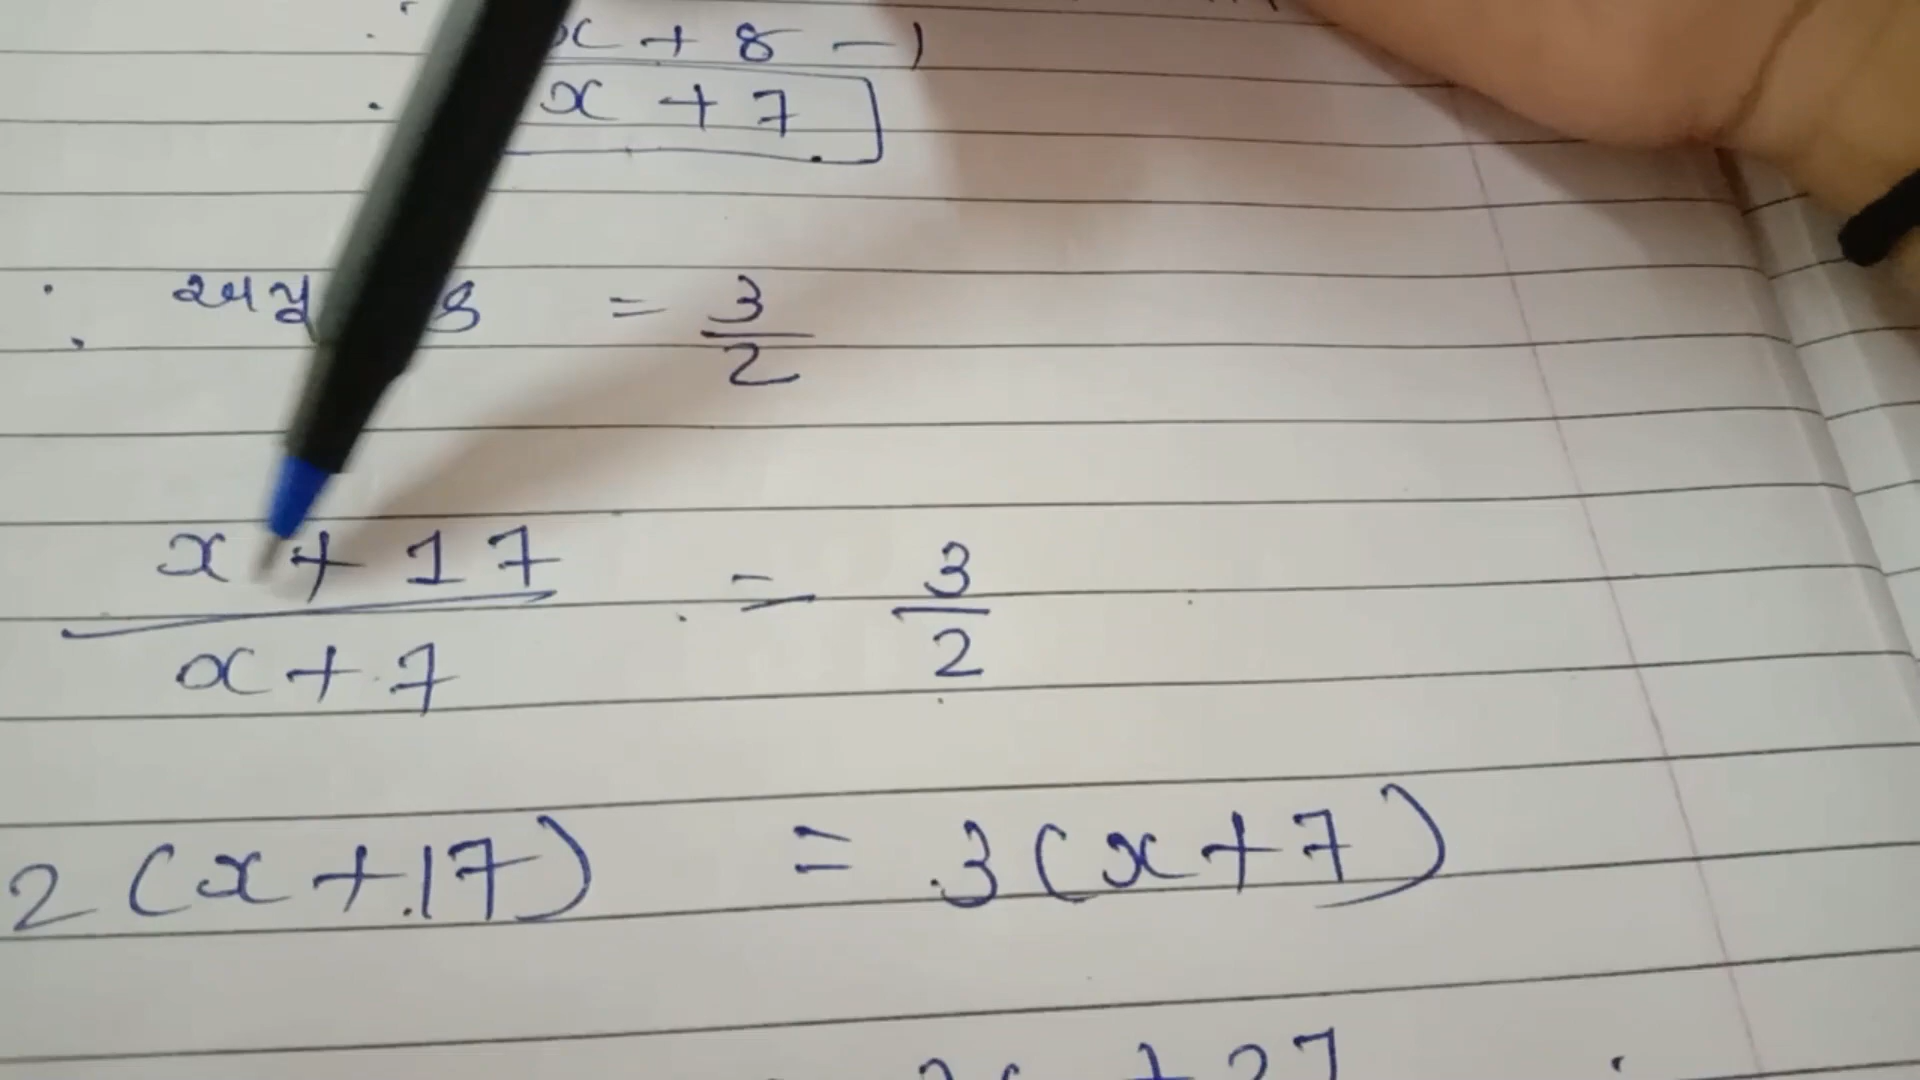 x + 8 - 1
x + 7
= 3/2
x + 17 / x + 7 = 3/2
2 (x + 17) = 3 (x + 7)